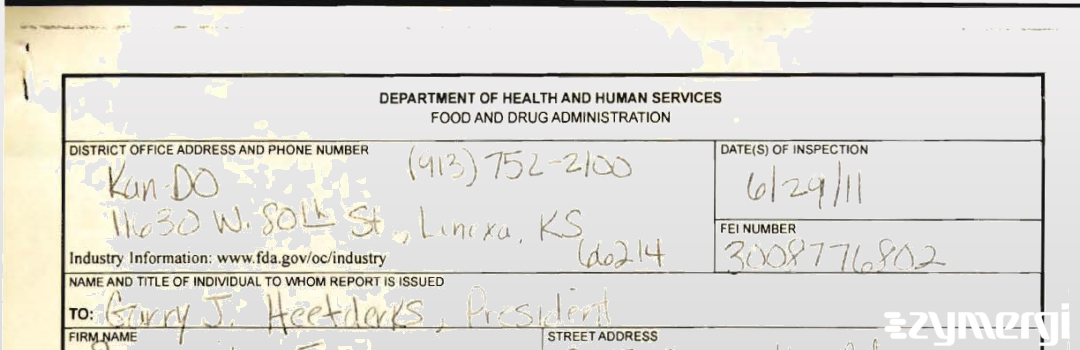 DEPARTMENT OF HEALTH AND HUMAN SERVICES
FOOD AND DRUG ADMINISTRATION
DISTRICT OFFICE ADDRESS AND PHONE NUMBER
Kan-DO (913) 752-2100
11630 W. 80th St., Lenexa, KS
66214
Industry Information: www.fda.gov/oc/industry
DATE(S) OF INSPECTION
6/29/11
FEI NUMBER
3008776802
NAME AND TITLE OF INDIVIDUAL TO WHOM REPORT IS ISSUED
TO: Garry J. Heetderks, President
FIRM NAME
STREET ADDRESS
zymergi